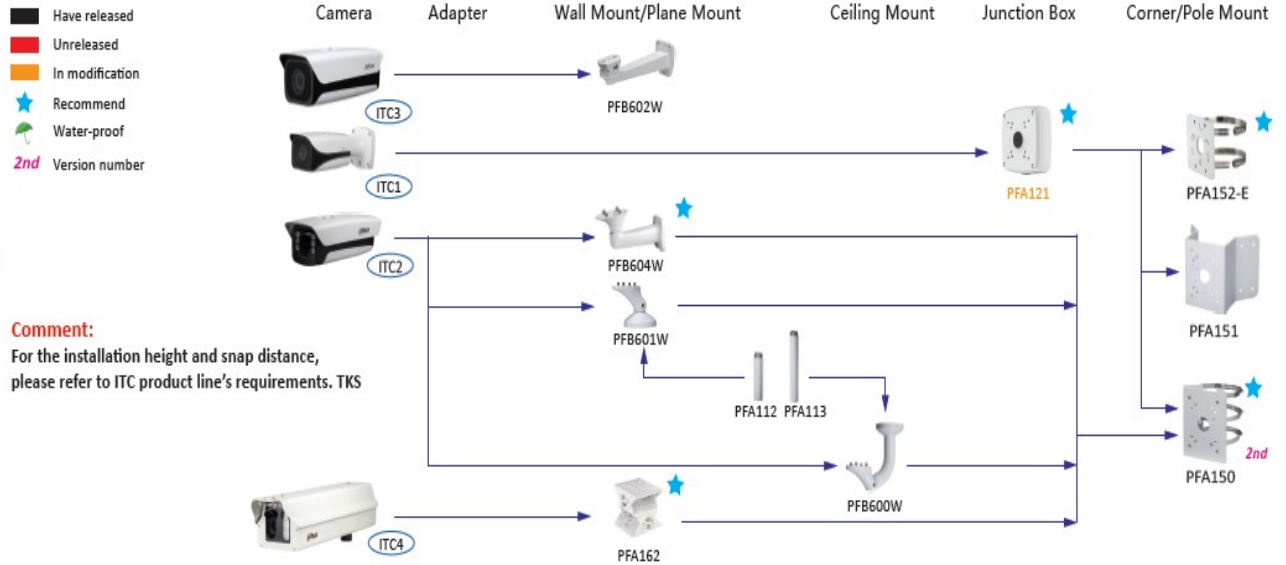 Have released
Unreleased
In modification
Recommend
Water-proof
2nd Version number
Camera Adapter Wall Mount/Plane Mount Ceiling Mount Junction Box Corner/Pole Mount
ITC3
PFB602W
ITC1
PFA121
PFA152-E
ITC2
PFB604W
PFA151
PFB601W
Comment:
For the installation height and snap distance,
please refer to ITC product line's requirements. TKS
PFA112 PFA113
2nd
PFA150
PFB600W
ITC4
PFA162